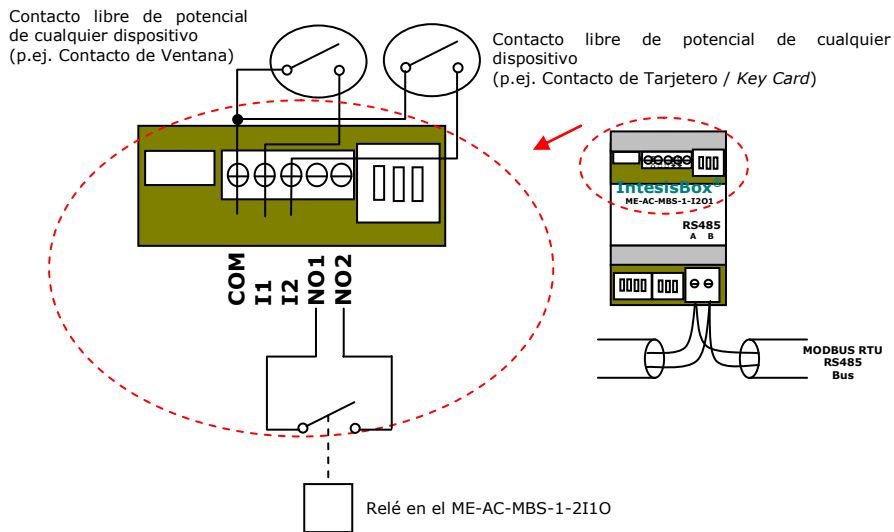 Contacto libre de potencial
de cualquier dispositivo
(p.ej. Contacto de Ventana)
Contacto libre de potencial de cualquier
dispositivo
(p.ej. Contacto de Tarjetero / Key Card)
IntesisBox®
ME-AC-MBS-1-I2O1
RS485
A B
COM
I1
I2
NO1
NO2
MODBUS RTU
RS485
Bus
Relé en el ME-AC-MBS-1-2I1O